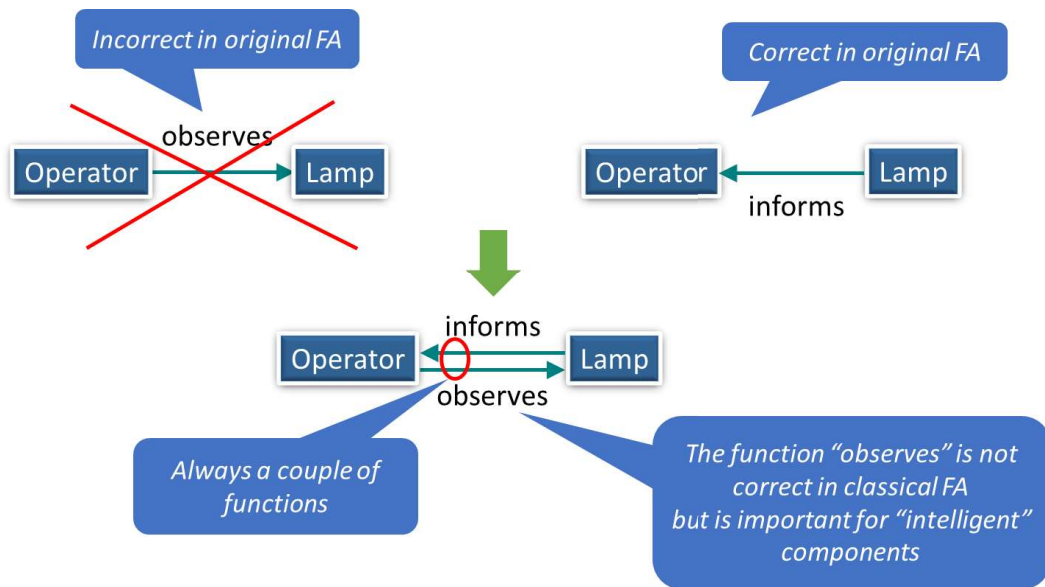 Incorrect in original FA
Correct in original FA
observes
Operator
Lamp
Operator
Lamp
informs
informs
Operator
Lamp
observes
Always a couple of
functions
The function “observes” is not
correct in classical FA
but is important for “intelligent”
components